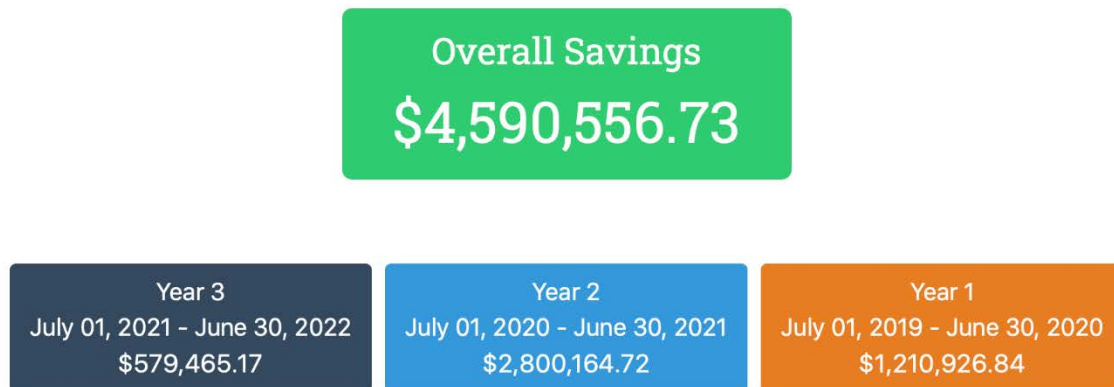 Overall Savings
$4,590,556.73
Year 3
July 01, 2021 - June 30, 2022
$579,465.17
Year 2
July 01, 2020 - June 30, 2021
$2,800,164.72
Year 1
July 01, 2019 - June 30, 2020
$1,210,926.84